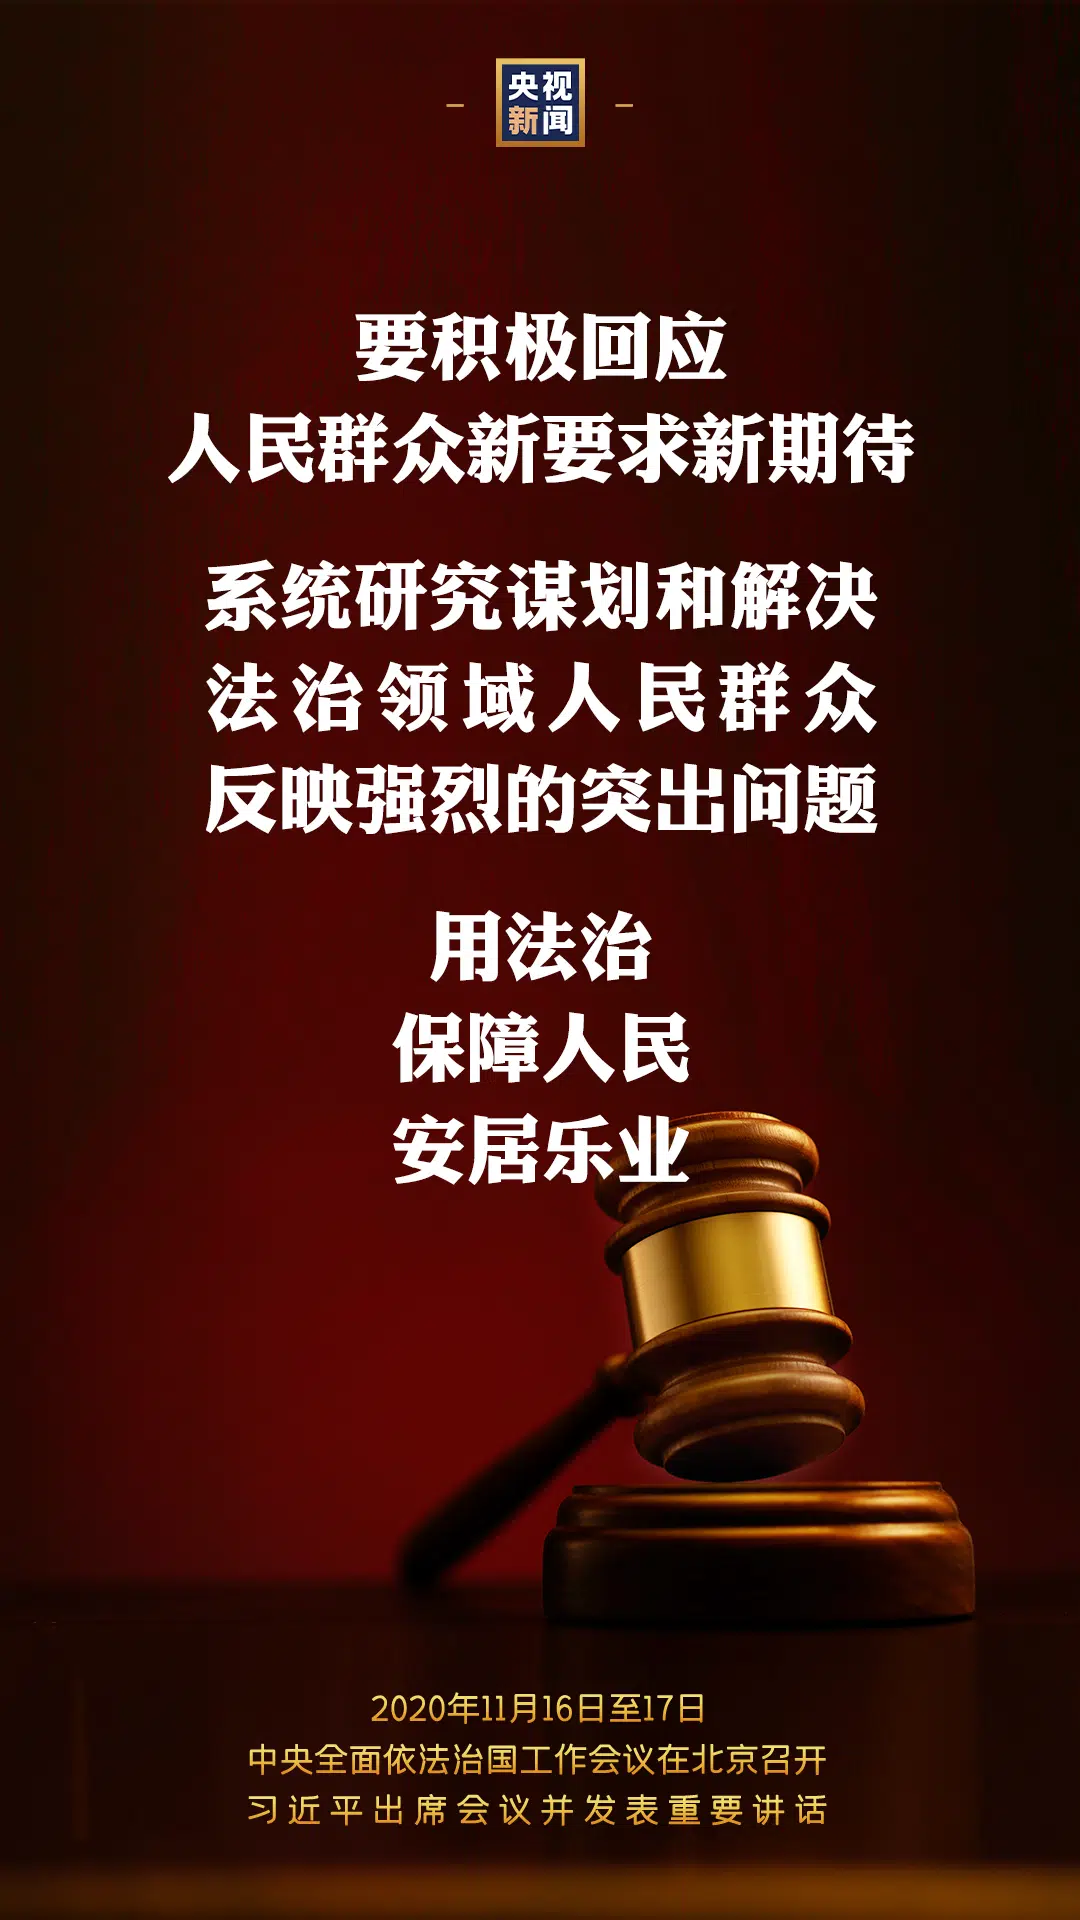 央视
新闻
要积极回应
人民群众新要求新期待
系统研究谋划和解决
法治领域人民群众
反映强烈的突出问题
用法治
保障人民
安居乐业
2020年11月16日至17日
中央全面依法治国工作会议在北京召开
习近平出席会议并发表重要讲话